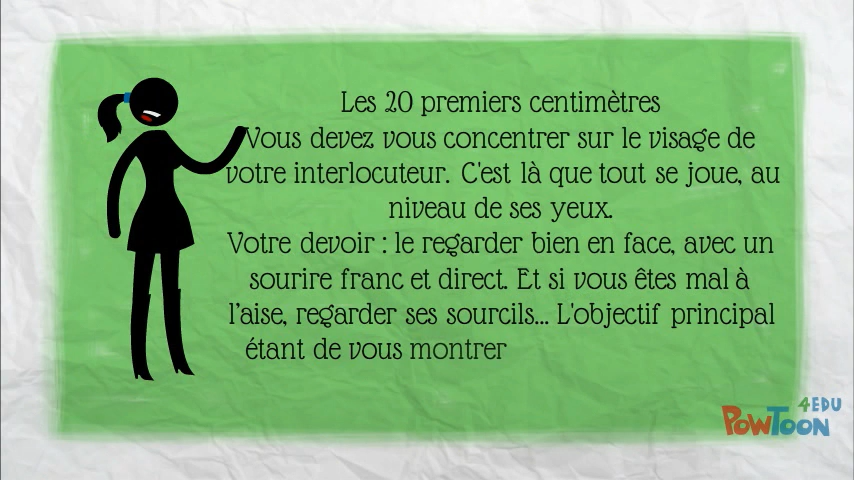 Les 20 premiers centimètres
Vous devez vous concentrer sur le visage de
votre interlocuteur. C'est là que tout se joue, au
niveau de ses yeux.
Votre devoir : le regarder bien en face, avec un
sourire franc et direct. Et si vous êtes mal à
l'aise, regarder ses sourcils... L'objectif principal
étant de vous montrer
4EDU
POWTOON